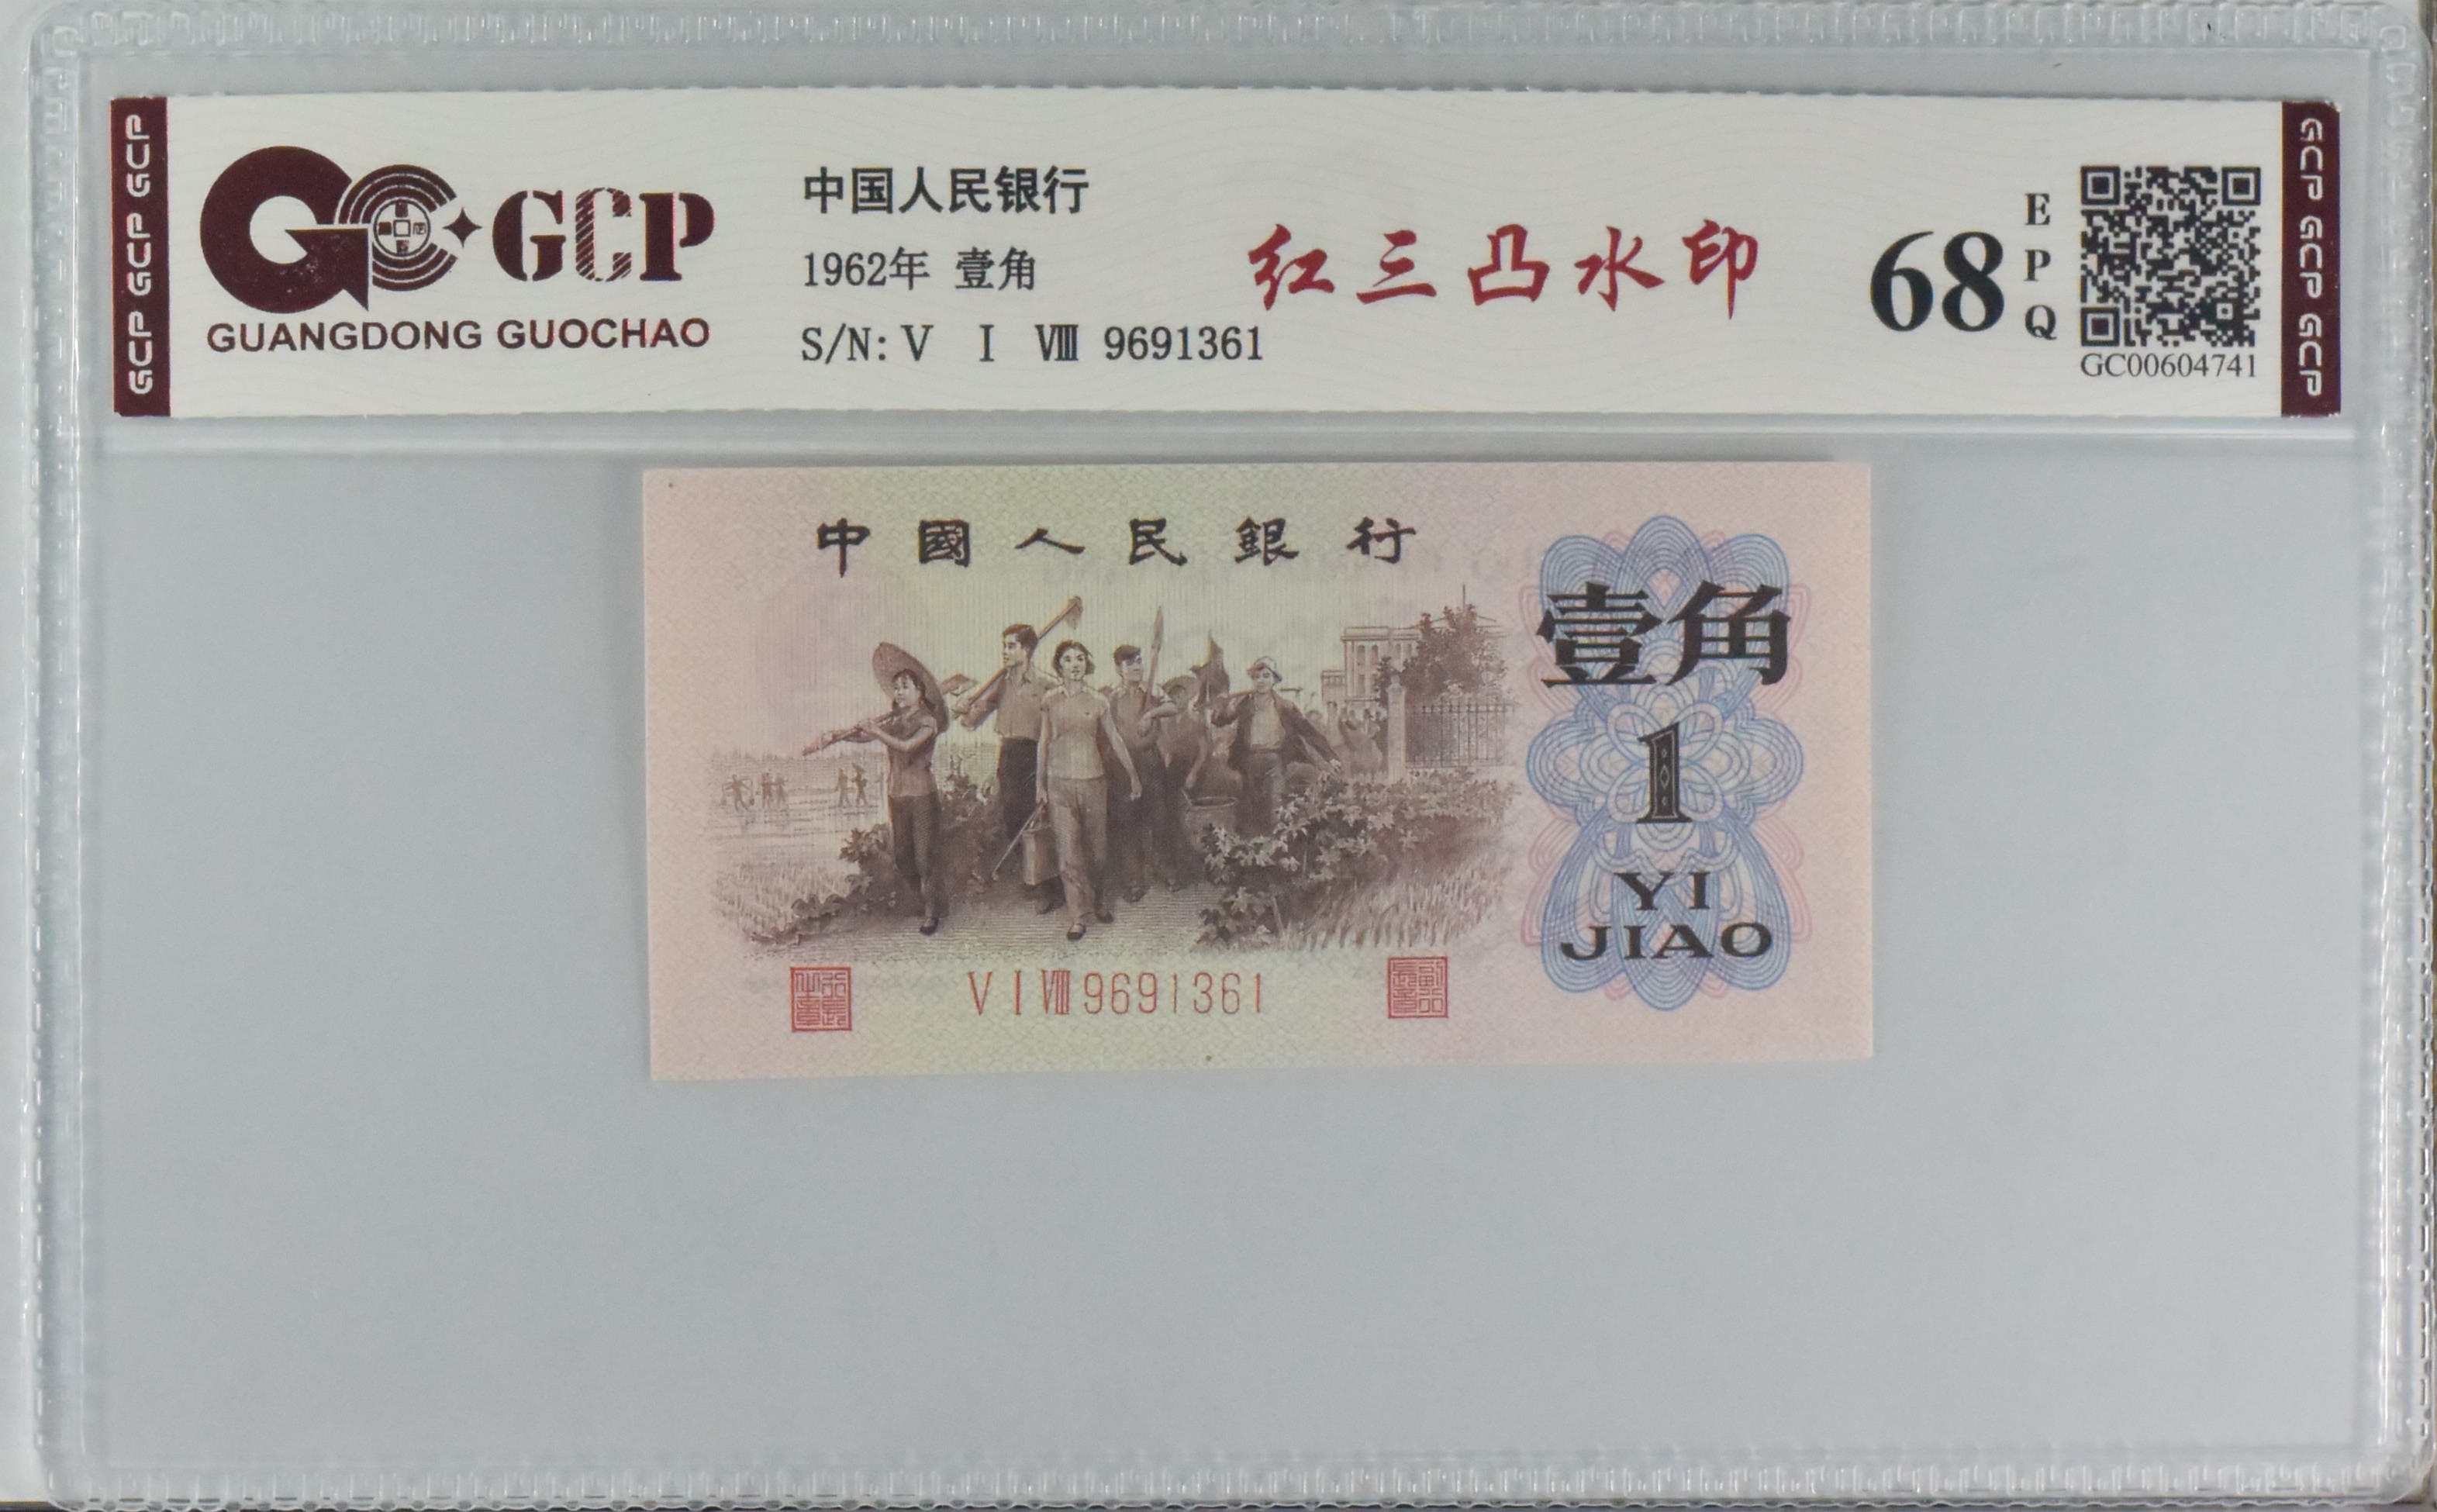 GCP GCP GCP
GCP
GUANGDONG GUOCHAO
中国人民银行
1962年 壹角
S/N: V I Ⅷ 9691361
红三凸水印
68
EPQ
GC00604741
GCP GCP GCP
中國人民銀行
壹角
1
YI
JIAO
V I Ⅷ 9691361